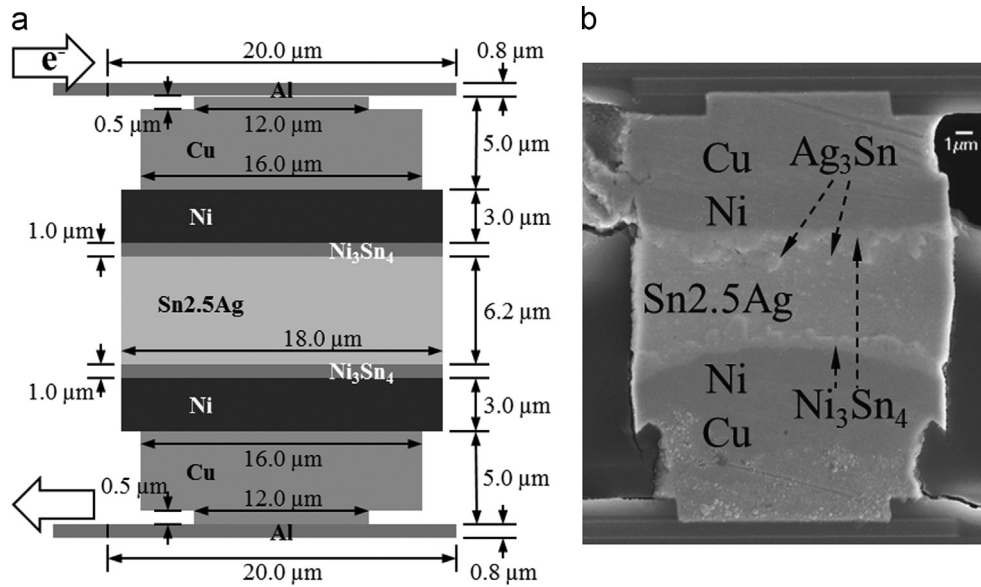 a
e⁻
20.0 µm
0.8 µm
Al
0.5 µm
12.0 µm
5.0 µm
Cu
16.0 µm
Ni
3.0 µm
1.0 µm
Ni₃Sn₄
Sn2.5Ag
6.2 µm
18.0 µm
Ni₃Sn₄
1.0 µm
Ni
3.0 µm
16.0 µm
Cu
5.0 µm
0.5 µm
12.0 µm
Al
20.0 µm
0.8 µm
b
1µm
Cu
Ag₃Sn
Ni
Sn2.5Ag
Ni
Ni₃Sn₄
Cu